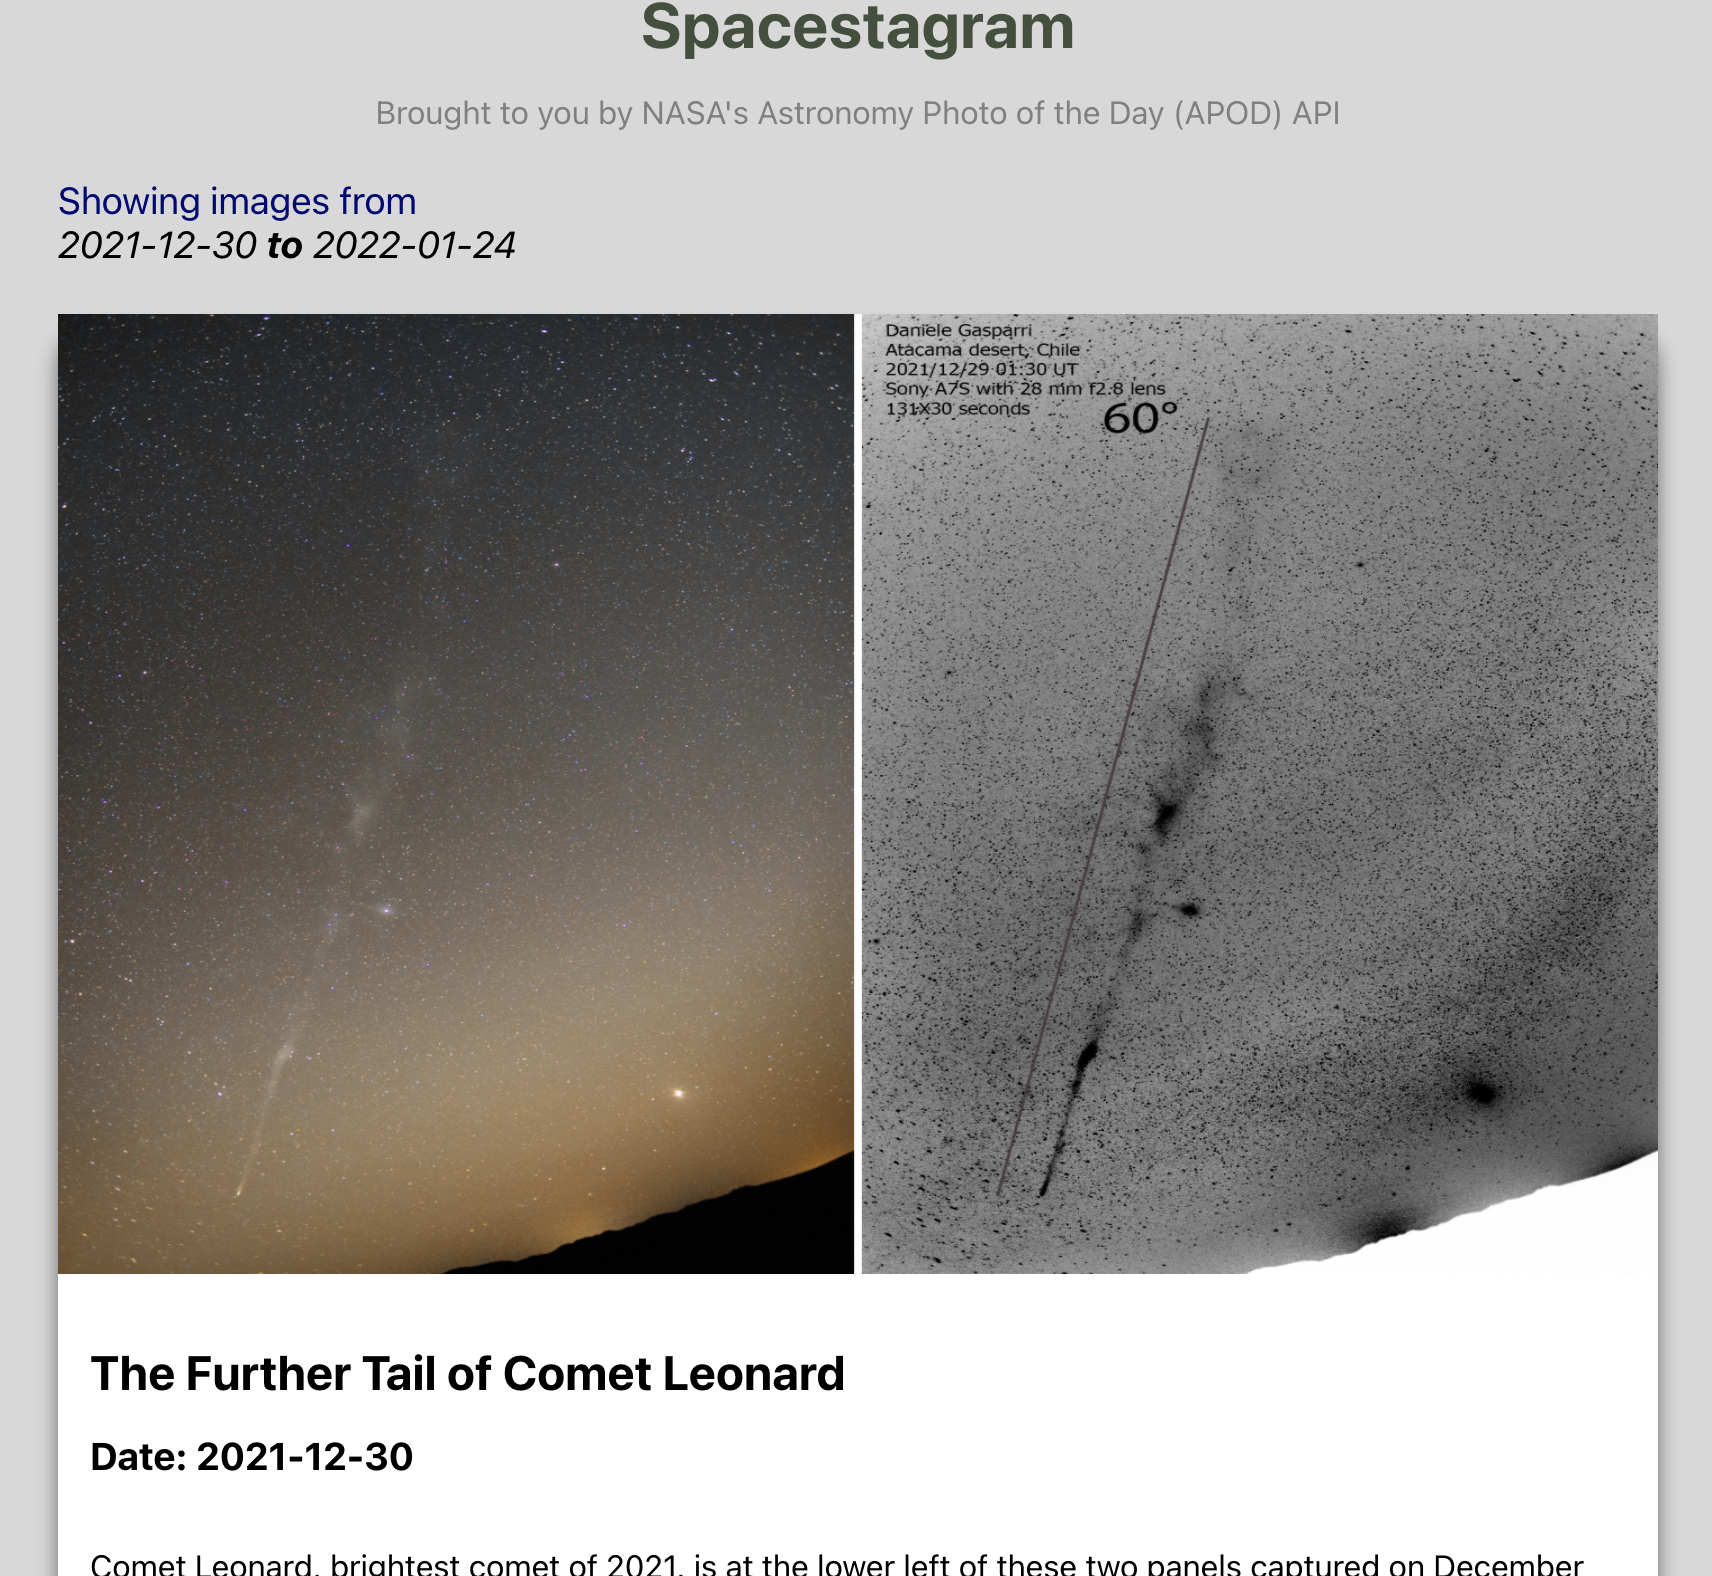 Spacestagram
Brought to you by NASA's Astronomy Photo of the Day (APOD) API
Showing images from
2021-12-30 to 2022-01-24
Daniele Gasparri
Atacama desert, Chile
2021/12/29 01:30 UT
Sony A7S with 28 mm f2.8 lens
131X30 seconds
60°
The Further Tail of Comet Leonard
Date: 2021-12-30
Comet Leonard, brightest comet of 2021, is at the lower left of these two panels captured on December